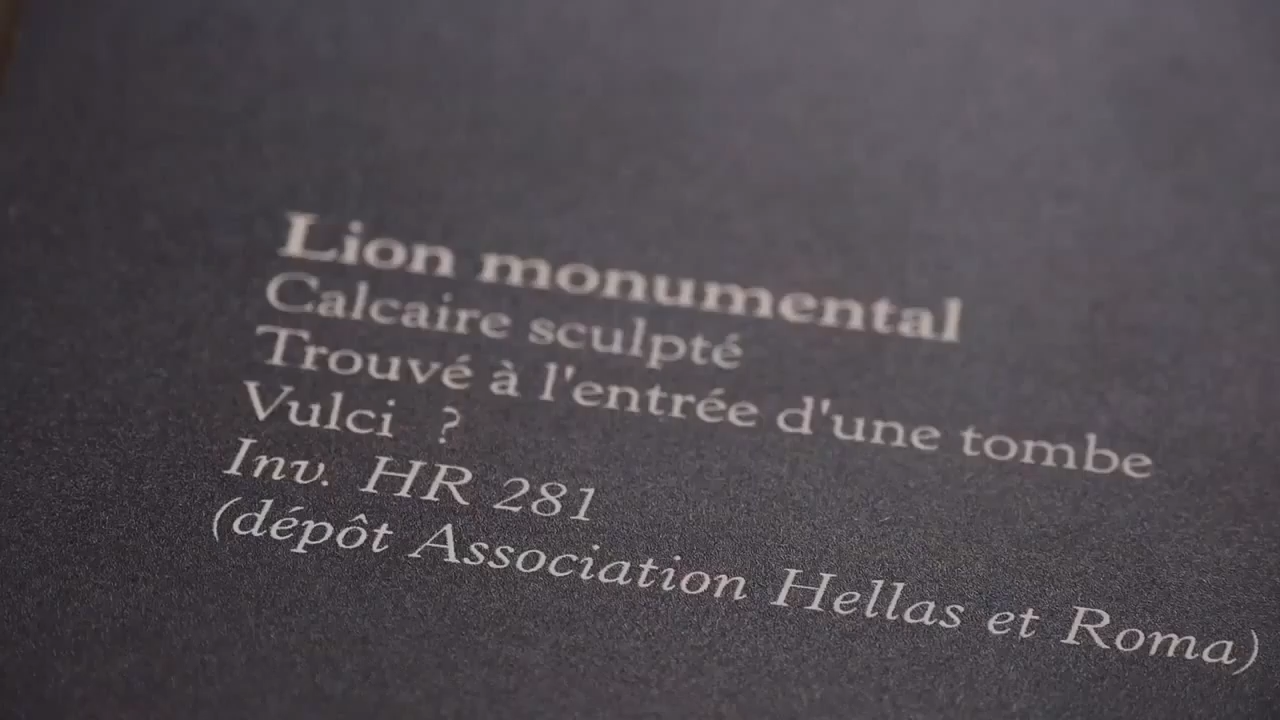 Lion monumental
Calcaire sculpté
Trouvé à l'entrée d'une tombe
Vulci ?
Inv. HR 281
(dépôt Association Hellas et Roma)